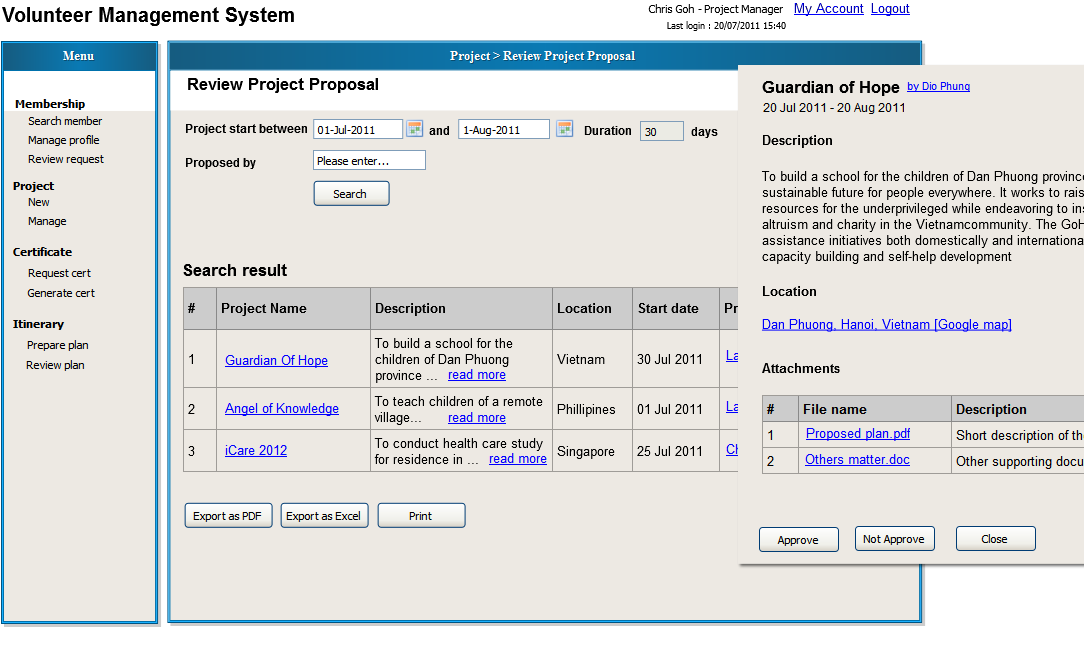 Volunteer Management System
Chris Goh - Project Manager My Account Logout
Last login : 20/07/2011 15:40
Menu
Membership
Search member
Manage profile
Review request
Project
New
Manage
Certificate
Request cert
Generate cert
Itinerary
Prepare plan
Review plan
Project > Review Project Proposal
Review Project Proposal
Project start between 01-Jul-2011 and 1-Aug-2011 Duration 30 days
Proposed by Please enter...
Search
Search result
# Project Name Description Location Start date Pr
1 Guardian Of Hope To build a school for the
children of Dan Phuong
province ... read more Vietnam 30 Jul 2011 La
2 Angel of Knowledge To teach children of a remote
village... read more Phillipines 01 Jul 2011 La
3 iCare 2012 To conduct health care study
for residence in ... read more Singapore 25 Jul 2011 Ch
Export as PDF Export as Excel Print
Guardian of Hope by Dio Phung
20 Jul 2011 - 20 Aug 2011
Description
To build a school for the children of Dan Phuong province
sustainable future for people everywhere. It works to rais
resources for the underprivileged while endeavoring to ins
altruism and charity in the Vietnamcommunity. The GoH
assistance initiatives both domestically and internationa
capacity building and self-help development
Location
Dan Phuong, Hanoi, Vietnam [Google map]
Attachments
# File name Description
1 Proposed plan.pdf Short description of the
2 Others matter.doc Other supporting docu
Approve Not Approve Close